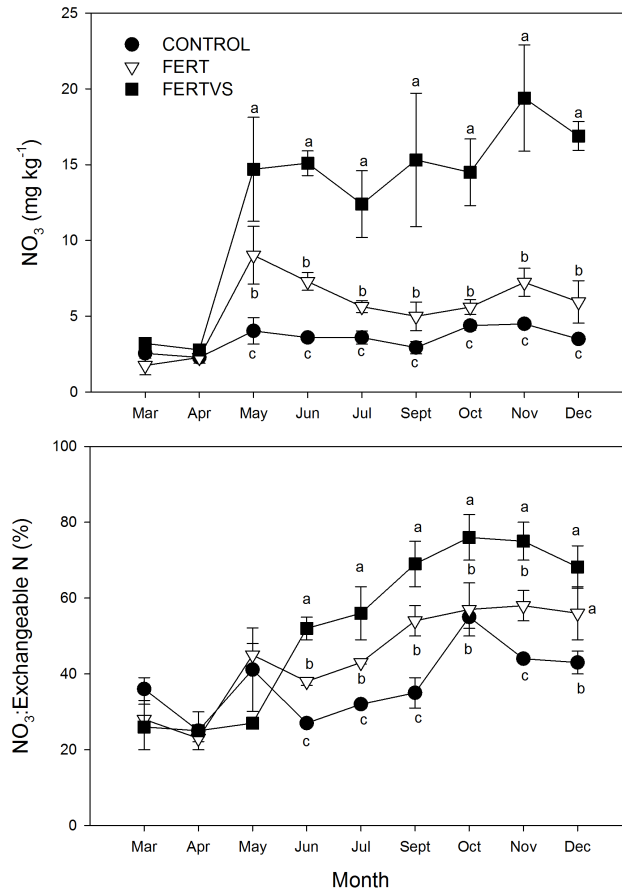 25
20
15
10
5
0
NO3 (mg kg-1)
CONTROL
FERT
FERTVS
a a a a a a a
b b b b b b b
c c c c c c c
Mar Apr May Jun Jul Sept Oct Nov Dec
100
80
60
40
20
0
NO3:Exchangeable N (%)
a a a a a a a
b b b b b b b
c c c c
Mar Apr May Jun Jul Sept Oct Nov Dec
Month